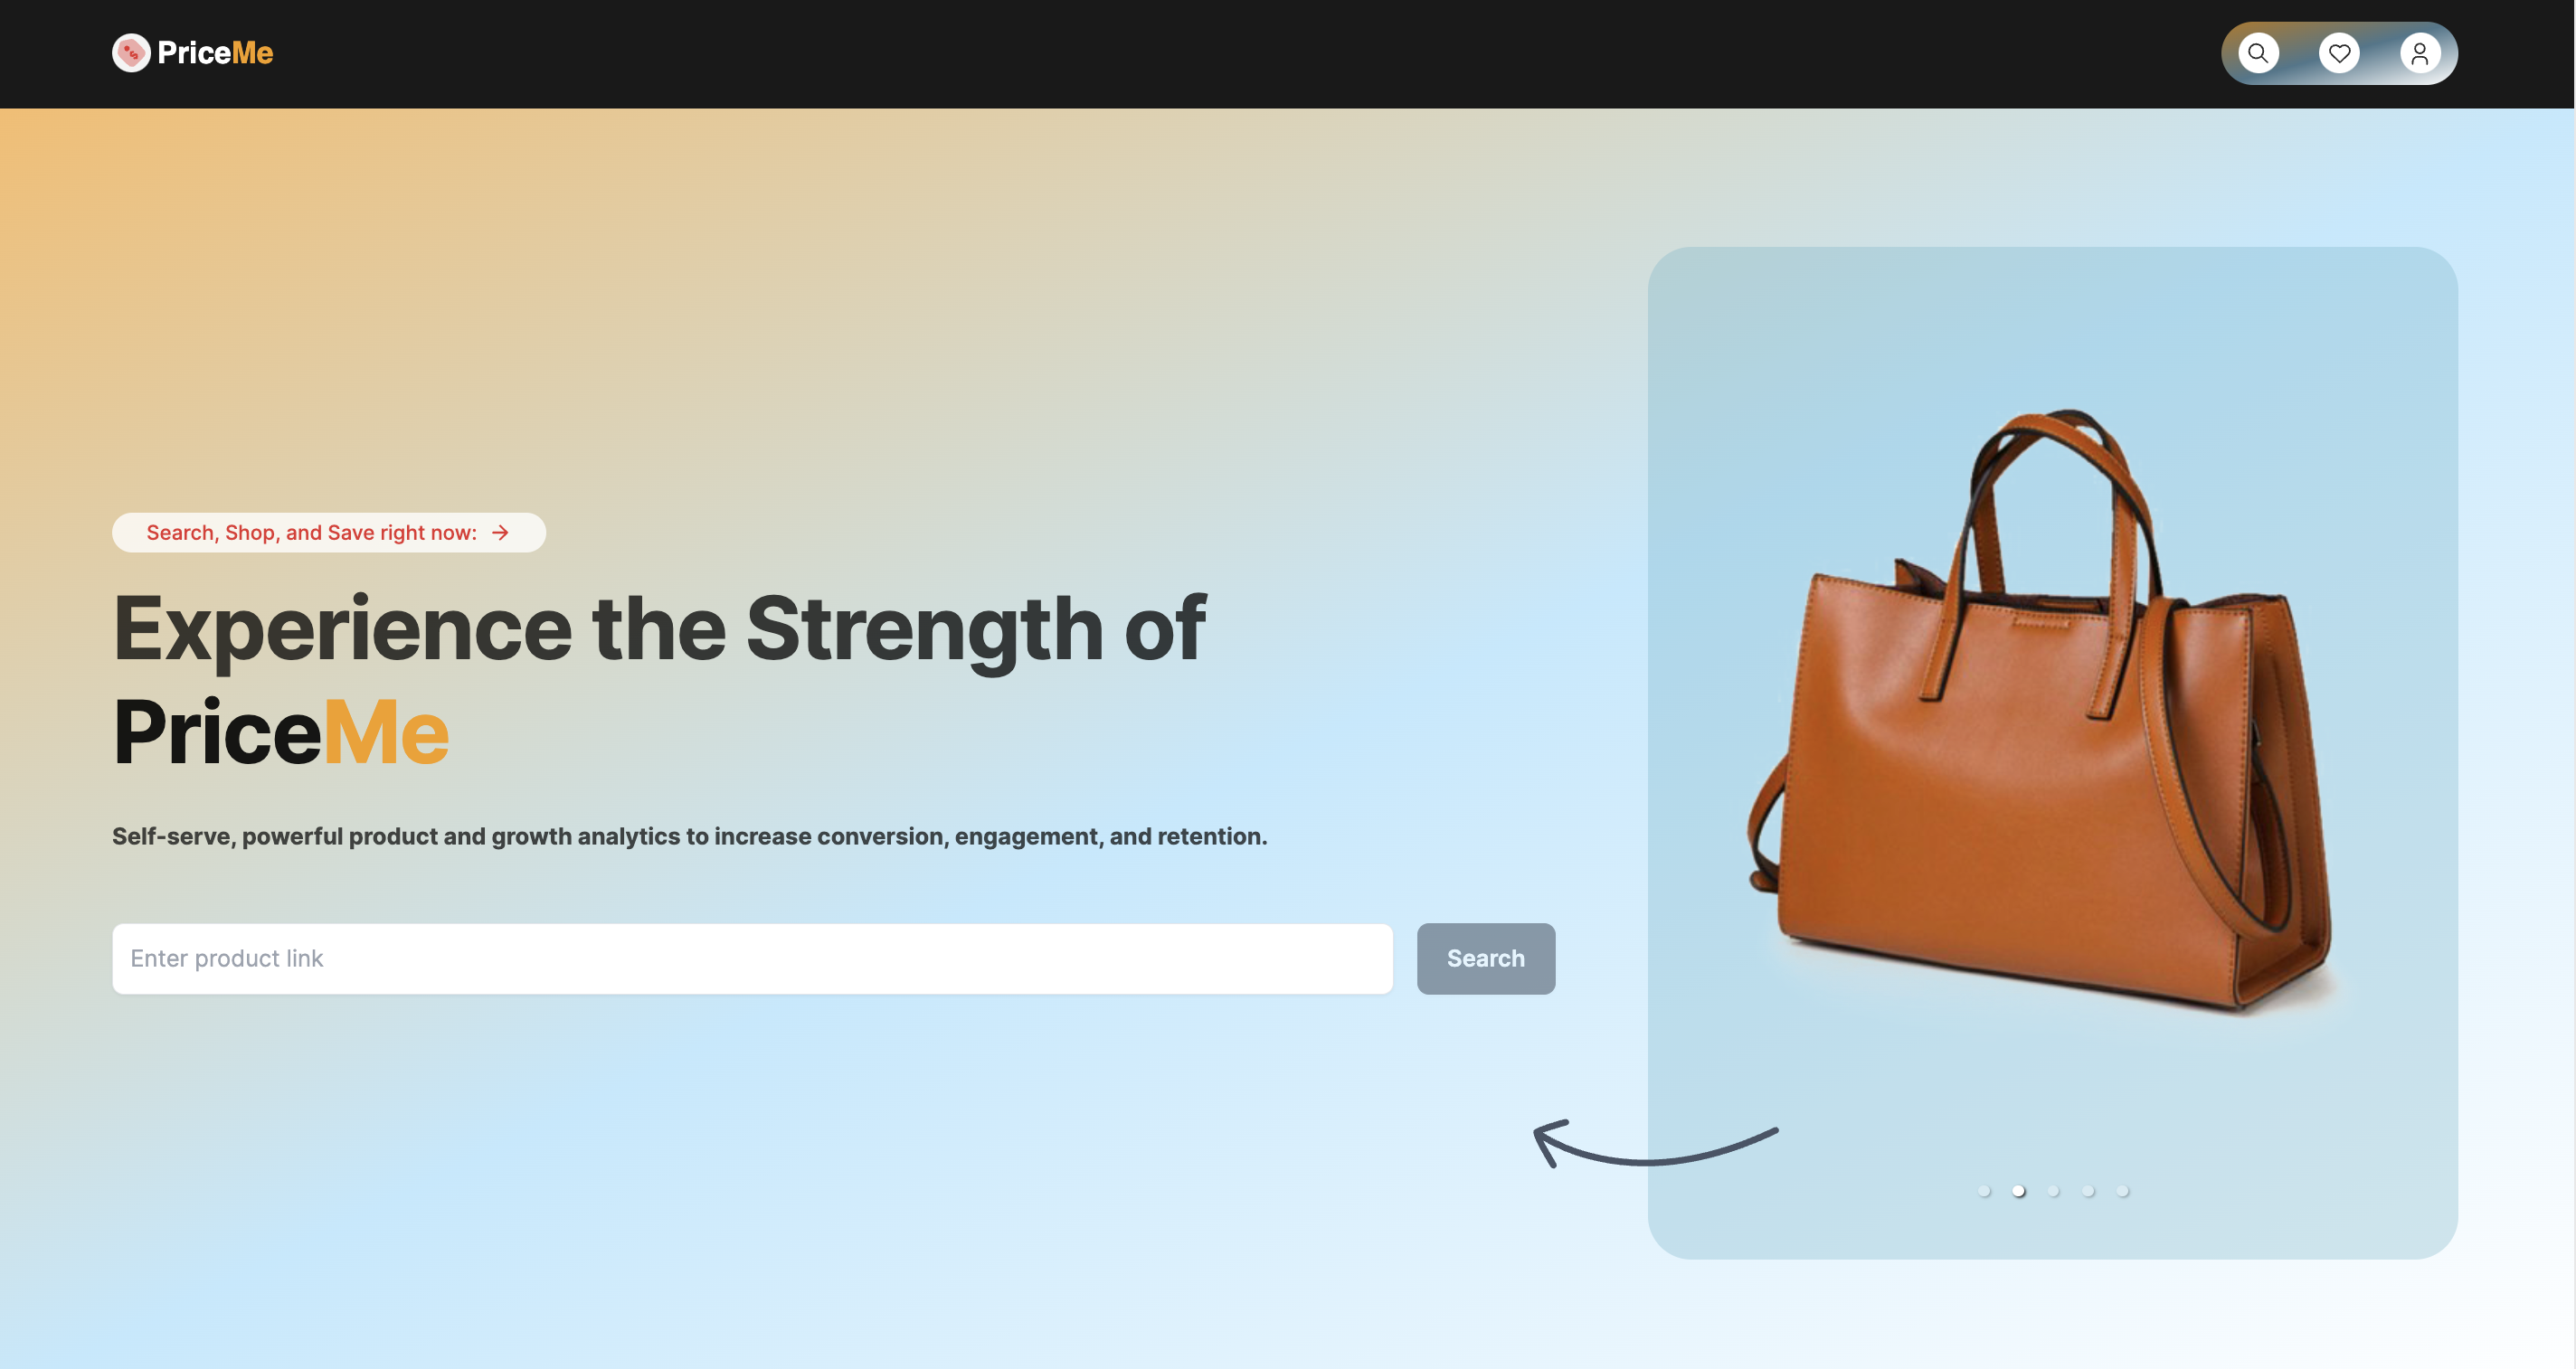 PriceMe
Search, Shop, and Save right now:
Experience the Strength of
PriceMe
Self-serve, powerful product and growth analytics to increase conversion, engagement, and retention.
Enter product link
Search